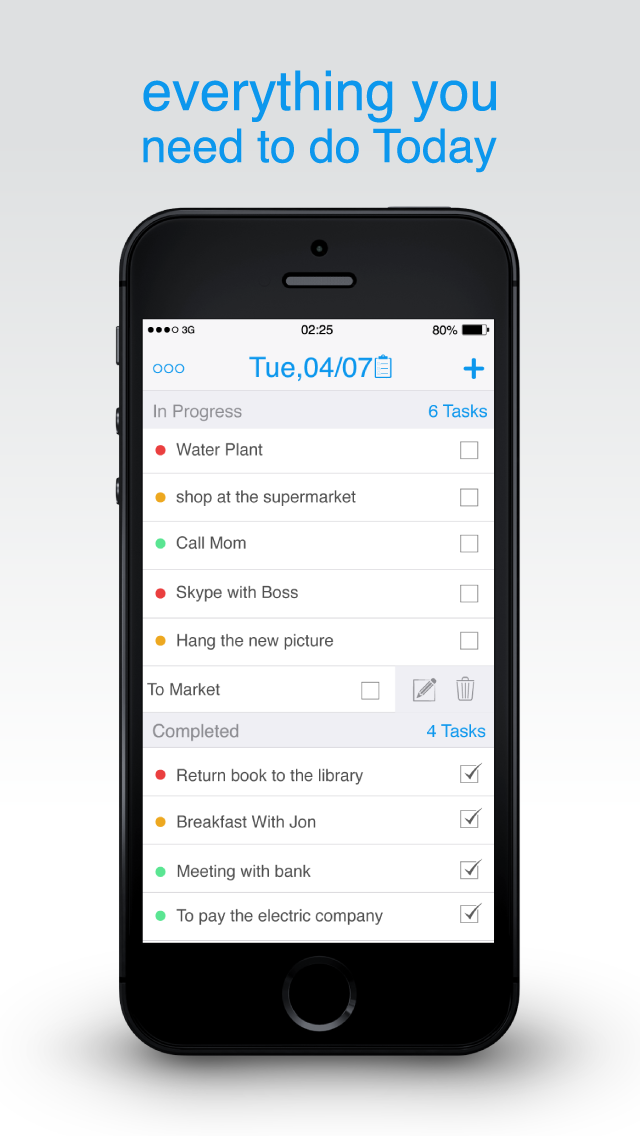 everything you
need to do Today
3G 02:25 80%
Tue,04/07
In Progress 6 Tasks
Water Plant
shop at the supermarket
Call Mom
Skype with Boss
Hang the new picture
To Market
Completed 4 Tasks
Return book to the library
Breakfast With Jon
Meeting with bank
To pay the electric company